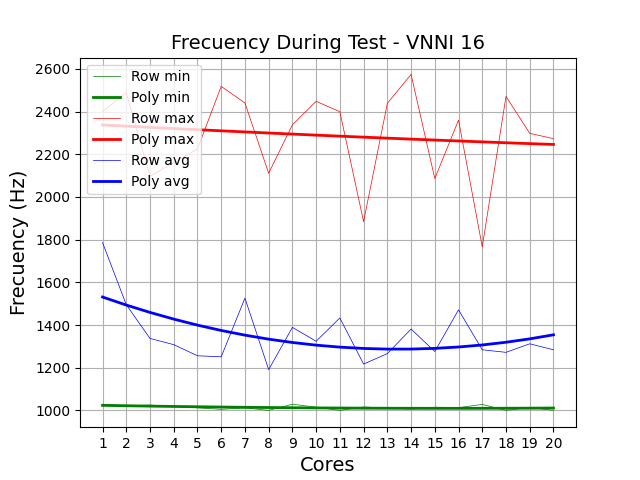 Frecuency During Test - VNNI 16
Frecuency (Hz)
2600
2400
2200
2000
1800
1600
1400
1200
1000
Row min
Poly min
Row max
Poly max
Row avg
Poly avg
1 2 3 4 5 6 7 8 9 10 11 12 13 14 15 16 17 18 19 20
Cores